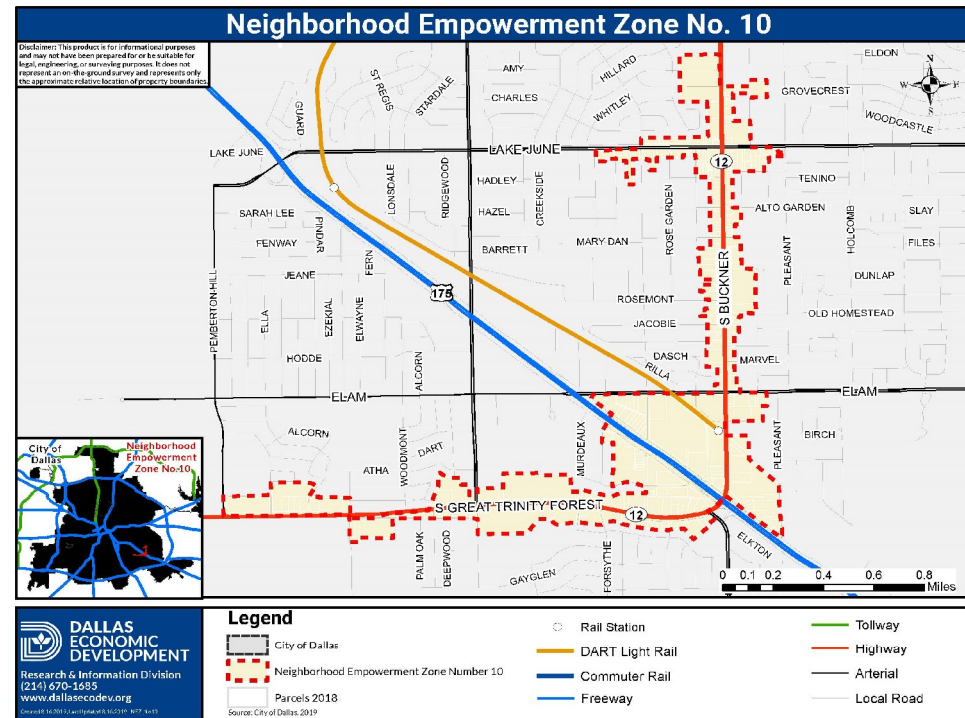 Neighborhood Empowerment Zone No. 10
Disclaimer: This product is for informational purposes
and may not have been prepared for or be suitable for
legal, engineering, or surveying purposes. It does not
represent an on-the-ground survey and represents only
the approximate relative location of property boundaries.
ELDON
HILLARD
AMY
ST REGIS
STARDALE
GROVECREST
W E
CHARLES
WHITLEY
GUARD
WOODCASTLE
LAKE JUNE
LAKE JUNE
12
HADLEY
TENINO
LONSDALE
RIDGEWOOD
CREEKSIDE
ALTO GARDEN
SLAY
SARAH LEE
HAZEL
PINDAR
ROSE GARDEN
HOLCOMB
FENWAY
MARY DAN
FILES
BARRETT
PLEASANT
FERN
JEANE
DUNLAP
175
S BUCKNER
PEMBERTON HILL
ROSEMONT
ELLA
EZEKIAL
ELWAYNE
OLD HOMESTEAD
JACOBIE
HODDE
DASCH
MARVEL
ALCORN
RILLA
ELAM
ELAM
ALCORN
BIRCH
PLEASANT
City of
Dallas
Neighborhood
Empowerment
Zone No. 10
WOODMONT
DART
MURDEAUX
ATHA
S GREAT TRINITY FOREST
12
PALM OAK
DEEPWOOD
FORSYTHE
ELKTON
GAYGLEN
0 0.1 0.2 0.4 0.6 0.8
Miles
DALLAS
ECONOMIC
DEVELOPMENT
Research & Information Division
(214) 670-1685
www.dallasecodev.org
Legend
City of Dallas
Neighborhood Empowerment Zone Number 10
Parcels 2018
Source: City of Dallas, 2019
Rail Station
DART Light Rail
Commuter Rail
Freeway
Tollway
Highway
Arterial
Local Road